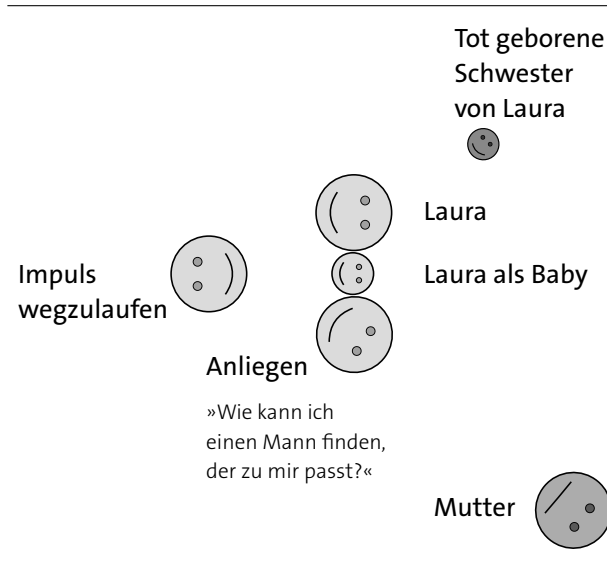 Tot geborene
Schwester
von Laura
Laura
Impuls
wegzulaufen
Laura als Baby
Anliegen
»Wie kann ich
einen Mann finden,
der zu mir passt?«
Mutter